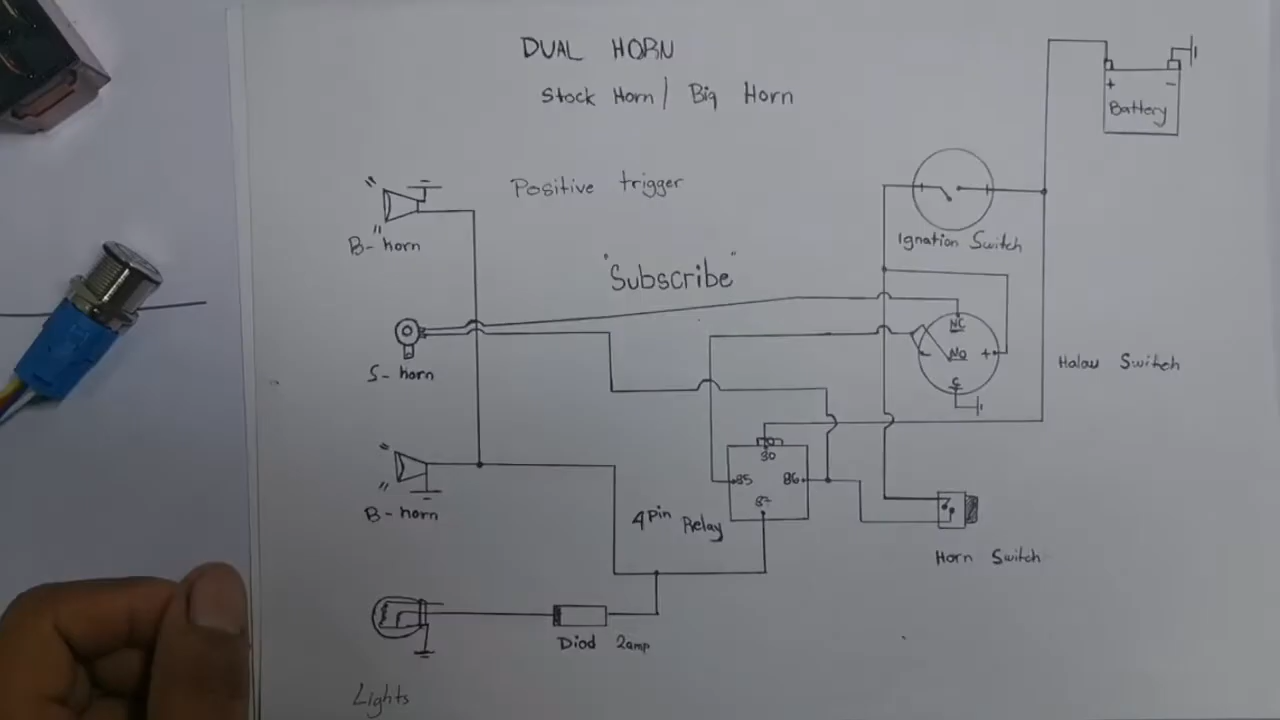 DUAL HORN
Stock Horn / Big Horn
+ -
Battery
Positive trigger
B-horn
Ignation Switch
"Subscribe"
NC
NO
- +
C
Halow Switch
S-horn
30
85 86
87
4Pin Relay
B-horn
Horn Switch
Diod 2amp
Lights